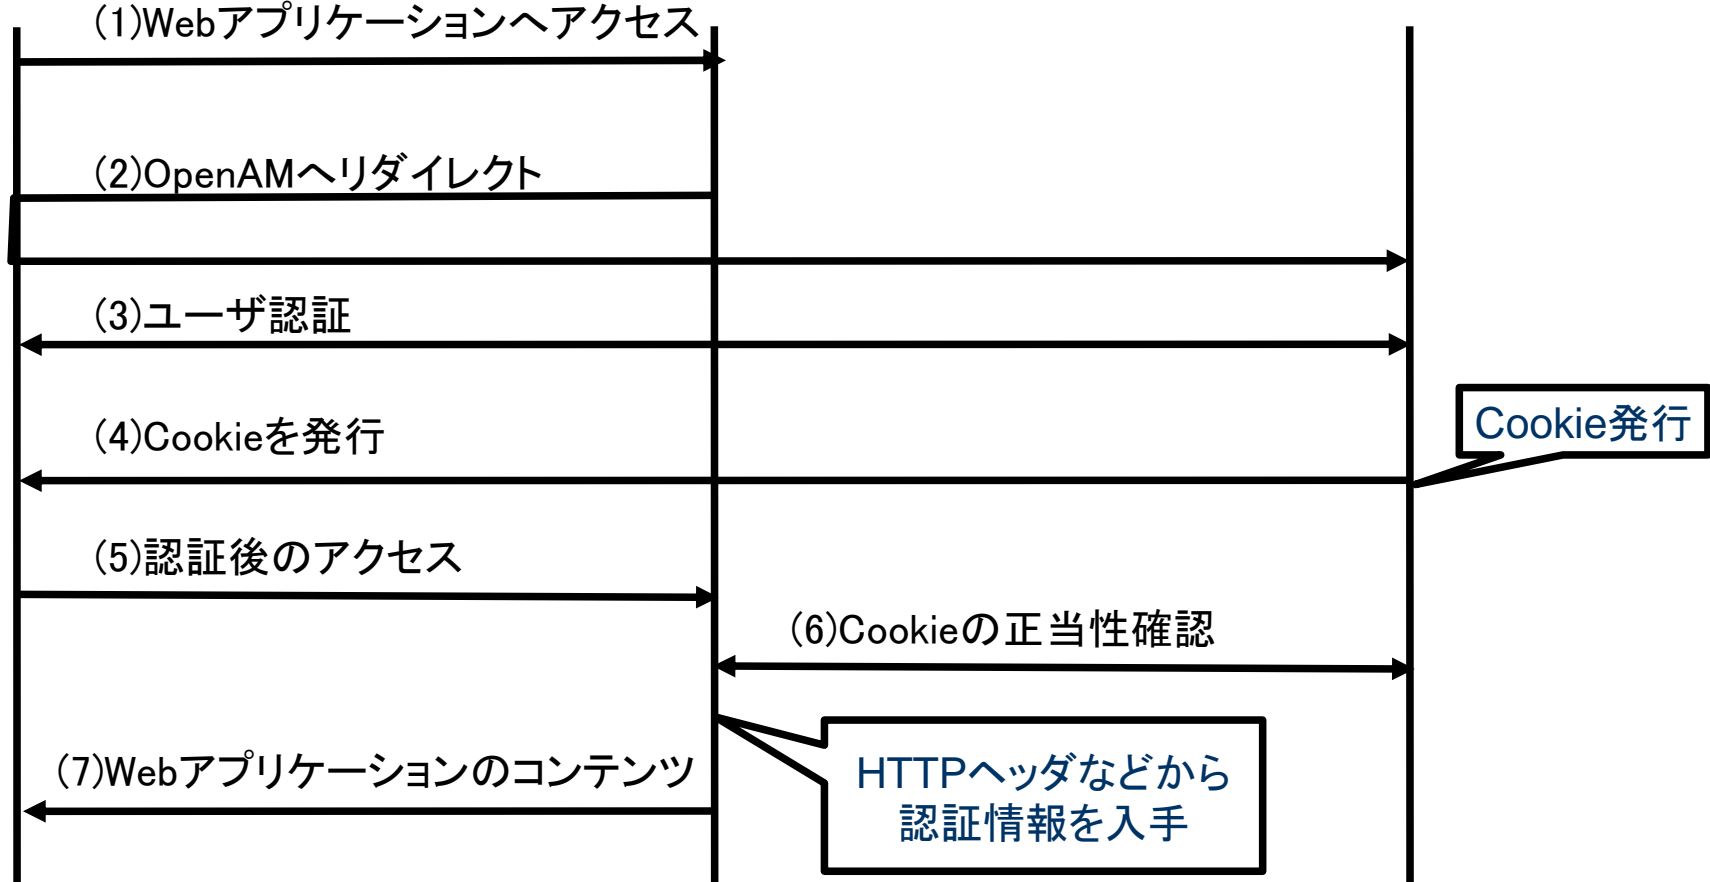 (1)Webアプリケーションへアクセス
(2)OpenAMへリダイレクト
(3)ユーザ認証
(4)Cookieを発行
Cookie発行
(5)認証後のアクセス
(6)Cookieの正当性確認
(7)Webアプリケーションのコンテンツ
HTTPヘッダなどから
認証情報を入手